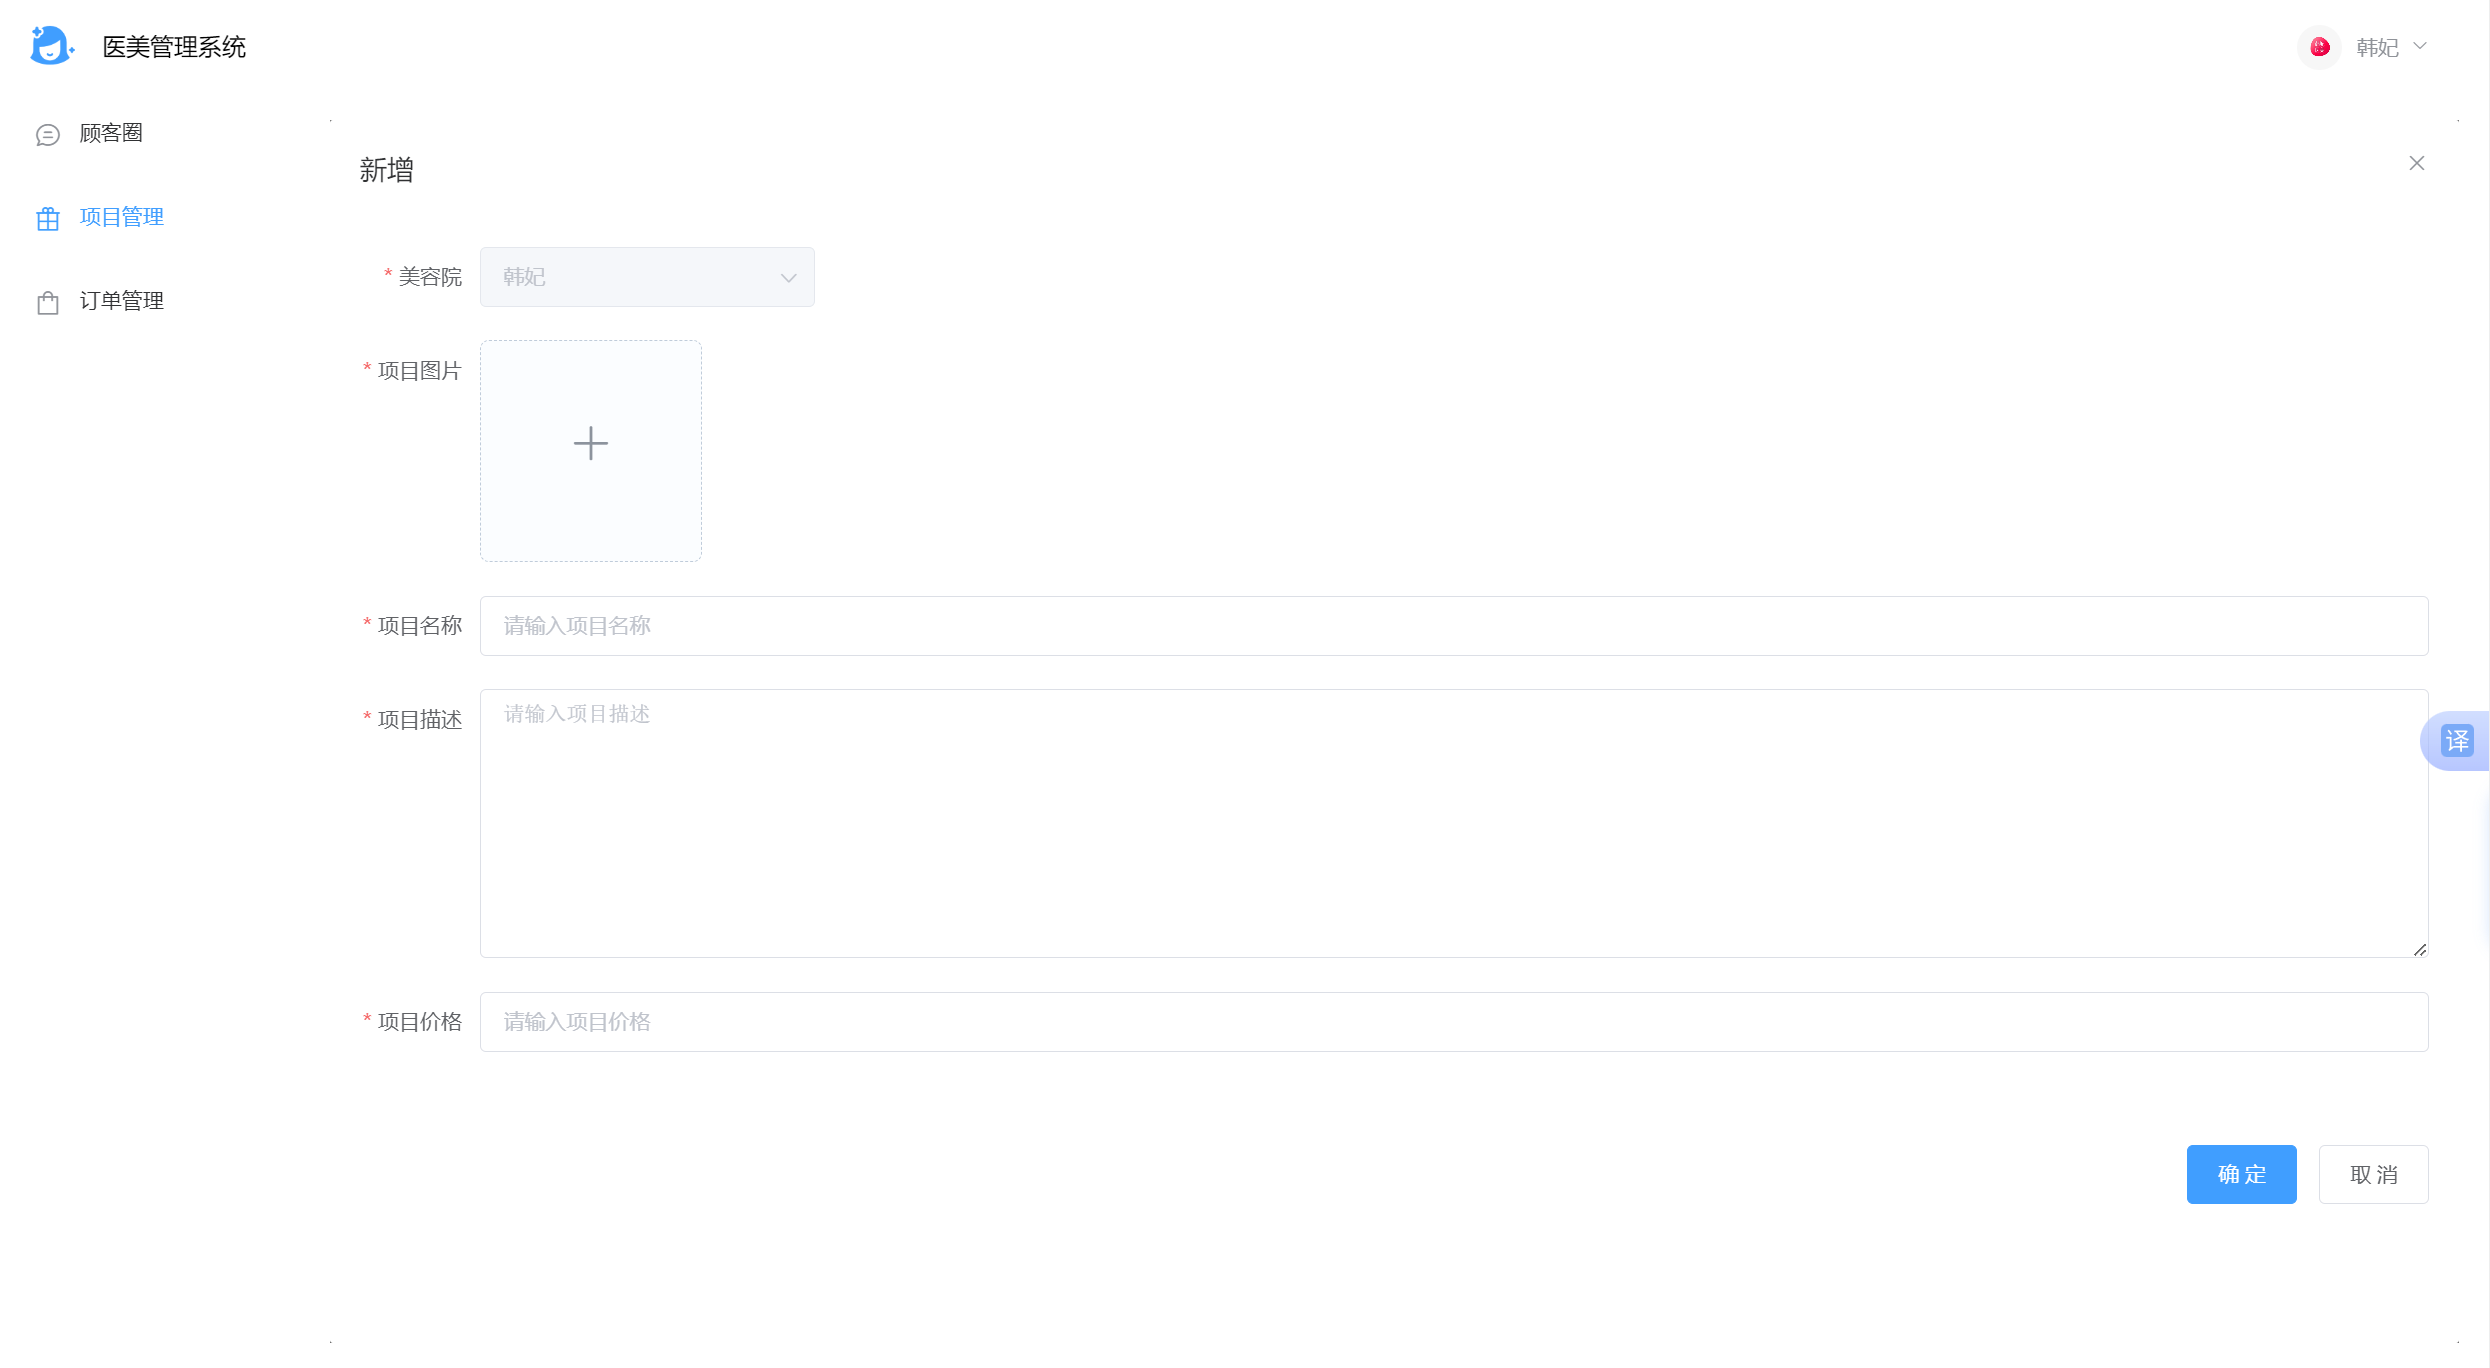 医美管理系统
韩妃
顾客圈
项目管理
订单管理
新增
* 美容院
韩妃
* 项目图片
* 项目名称
请输入项目名称
* 项目描述
请输入项目描述
译
* 项目价格
请输入项目价格
确 定
取 消